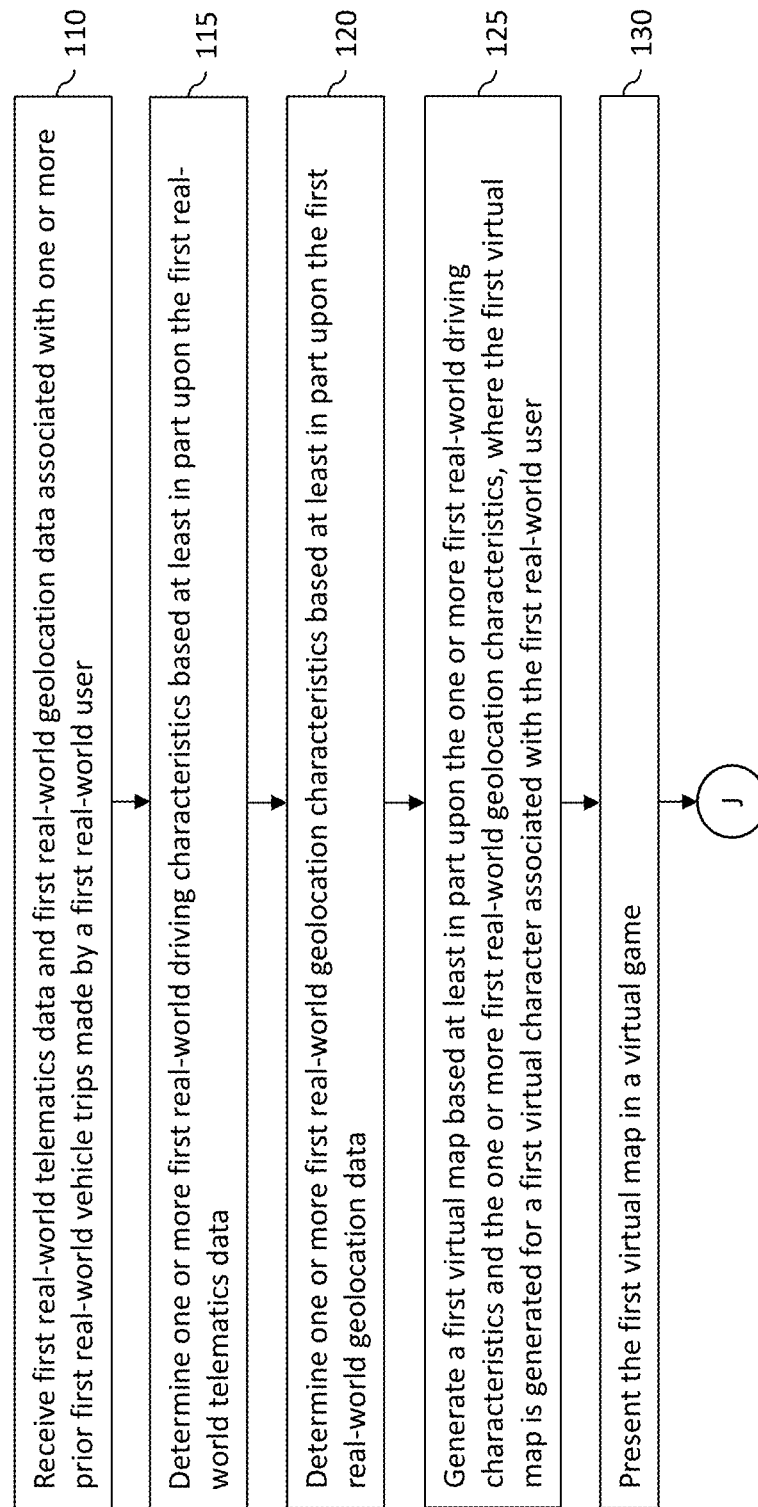 Receive first real-world telematics data and first real-world geolocation data associated with one or more
prior first real-world vehicle trips made by a first real-world user
110
Determine one or more first real-world driving characteristics based at least in part upon the first real-
world telematics data
115
Determine one or more first real-world geolocation characteristics based at least in part upon the first
real-world geolocation data
120
Generate a first virtual map based at least in part upon the one or more first real-world driving
characteristics and the one or more first real-world geolocation characteristics, where the first virtual
map is generated for a first virtual character associated with the first real-world user
125
Present the first virtual map in a virtual game
130
J